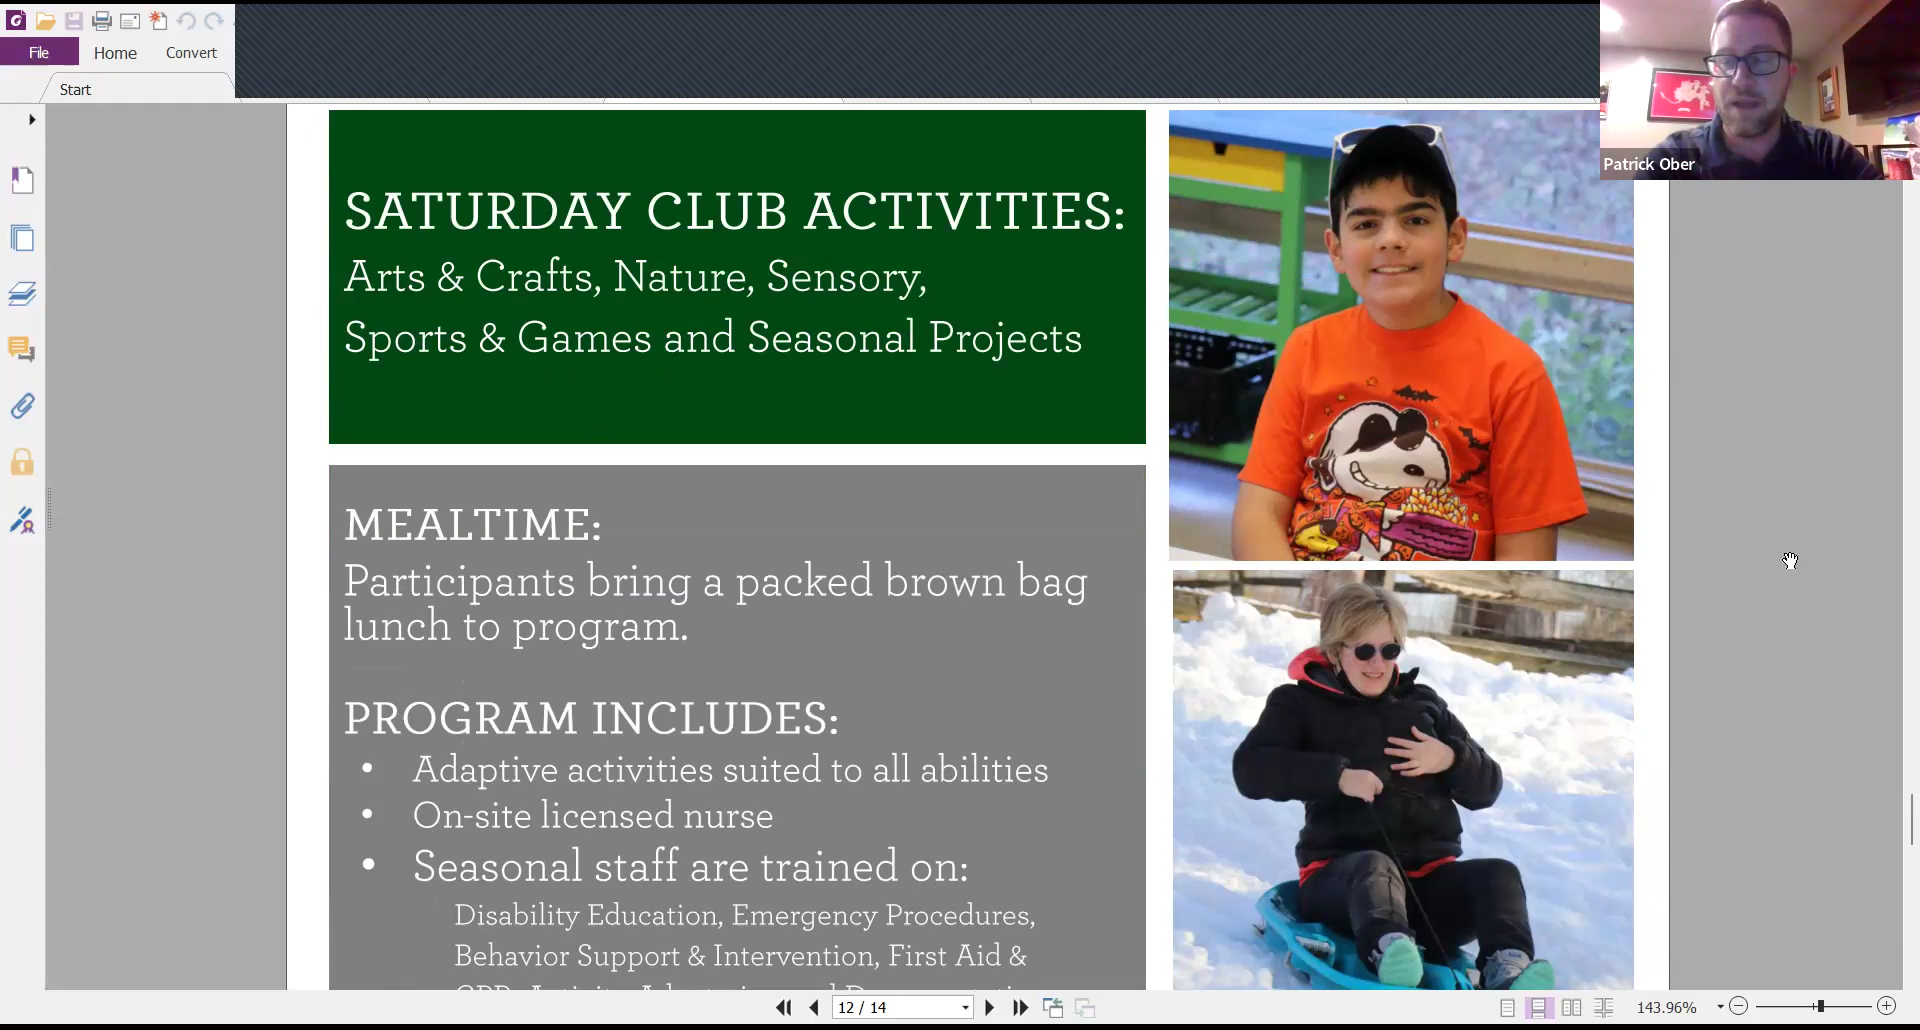 File Home Convert
Start
Patrick Ober
SATURDAY CLUB ACTIVITIES:
Arts & Crafts, Nature, Sensory,
Sports & Games and Seasonal Projects
MEALTIME:
Participants bring a packed brown bag
lunch to program.
PROGRAM INCLUDES:
• Adaptive activities suited to all abilities
• On-site licensed nurse
• Seasonal staff are trained on:
Disability Education, Emergency Procedures,
Behavior Support & Intervention, First Aid &
12 / 14
143.96%